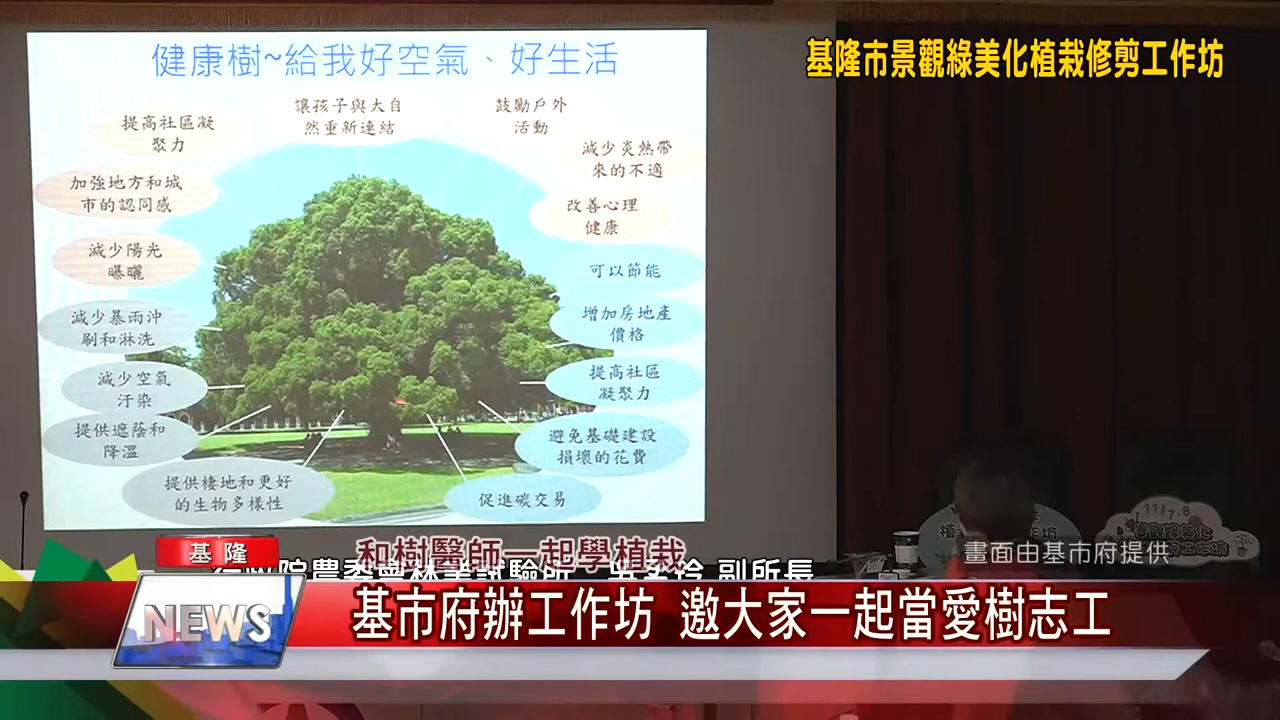 健康樹~給我好空氣、好生活
基隆市景觀綠美化植栽修剪工作坊
讓孩子與大自
然重新連結
鼓勵戶外
活動
提高社區凝
聚力
減少炎熱帶
來的不適
加強地方和城
市的認同感
改善心理
健康
減少陽光
曝曬
可以節能
減少暴雨沖
刷和淋洗
增加房地產
價格
減少空氣
汙染
提高社區
凝聚力
提供遮蔭和
降溫
避免基礎建設
損壞的花費
提供棲地和更好
的生物多樣性
促進碳交易
11/7.8
基隆
和樹醫師一起學植栽
畫面由基市府提供
副所長
NEWS
基市府辦工作坊 邀大家一起當愛樹志工